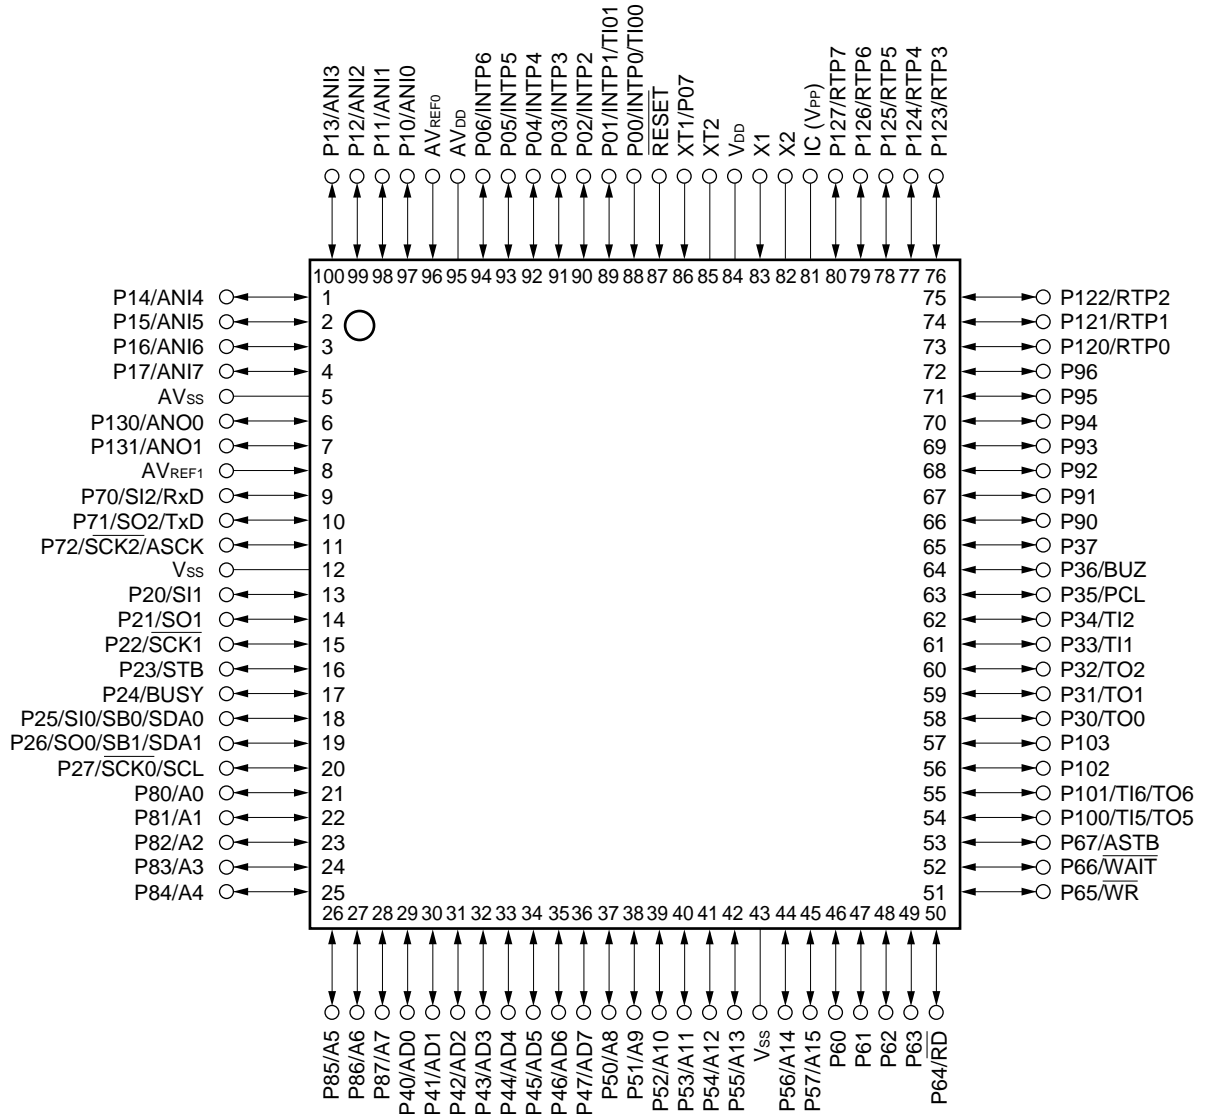 P13/ANI3
P12/ANI2
P11/ANI1
P10/ANI0
AVREF0
AVDD
P06/INTP6
P05/INTP5
P04/INTP4
P03/INTP3
P02/INTP2
P01/INTP1/TI01
P00/INTP0/TI00
RESET
XT1/P07
XT2
VDD
X1
X2
IC (VPP)
P127/RTP7
P126/RTP6
P125/RTP5
P124/RTP4
P123/RTP3
100 99 98 97 96 95 94 93 92 91 90 89 88 87 86 85 84 83 82 81 80 79 78 77 76
P14/ANI4 1 75 P122/RTP2
P15/ANI5 2 74 P121/RTP1
P16/ANI6 3 73 P120/RTP0
P17/ANI7 4 72 P96
AVSS 5 71 P95
P130/ANO0 6 70 P94
P131/ANO1 7 69 P93
AVREF1 8 68 P92
P70/SI2/RxD 9 67 P91
P71/SO2/TxD 10 66 P90
P72/SCK2/ASCK 11 65 P37
VSS 12 64 P36/BUZ
P20/SI1 13 63 P35/PCL
P21/SO1 14 62 P34/TI2
P22/SCK1 15 61 P33/TI1
P23/STB 16 60 P32/TO2
P24/BUSY 17 59 P31/TO1
P25/SI0/SB0/SDA0 18 58 P30/TO0
P26/SO0/SB1/SDA1 19 57 P103
P27/SCK0/SCL 20 56 P102
P80/A0 21 55 P101/TI6/TO6
P81/A1 22 54 P100/TI5/TO5
P82/A2 23 53 P67/ASTB
P83/A3 24 52 P66/WAIT
P84/A4 25 51 P65/WR
26 27 28 29 30 31 32 33 34 35 36 37 38 39 40 41 42 43 44 45 46 47 48 49 50
P85/A5
P86/A6
P87/A7
P40/AD0
P41/AD1
P42/AD2
P43/AD3
P44/AD4
P45/AD5
P46/AD6
P47/AD7
P50/A8
P51/A9
P52/A10
P53/A11
P54/A12
P55/A13
VSS
P56/A14
P57/A15
P60
P61
P62
P63
P64/RD